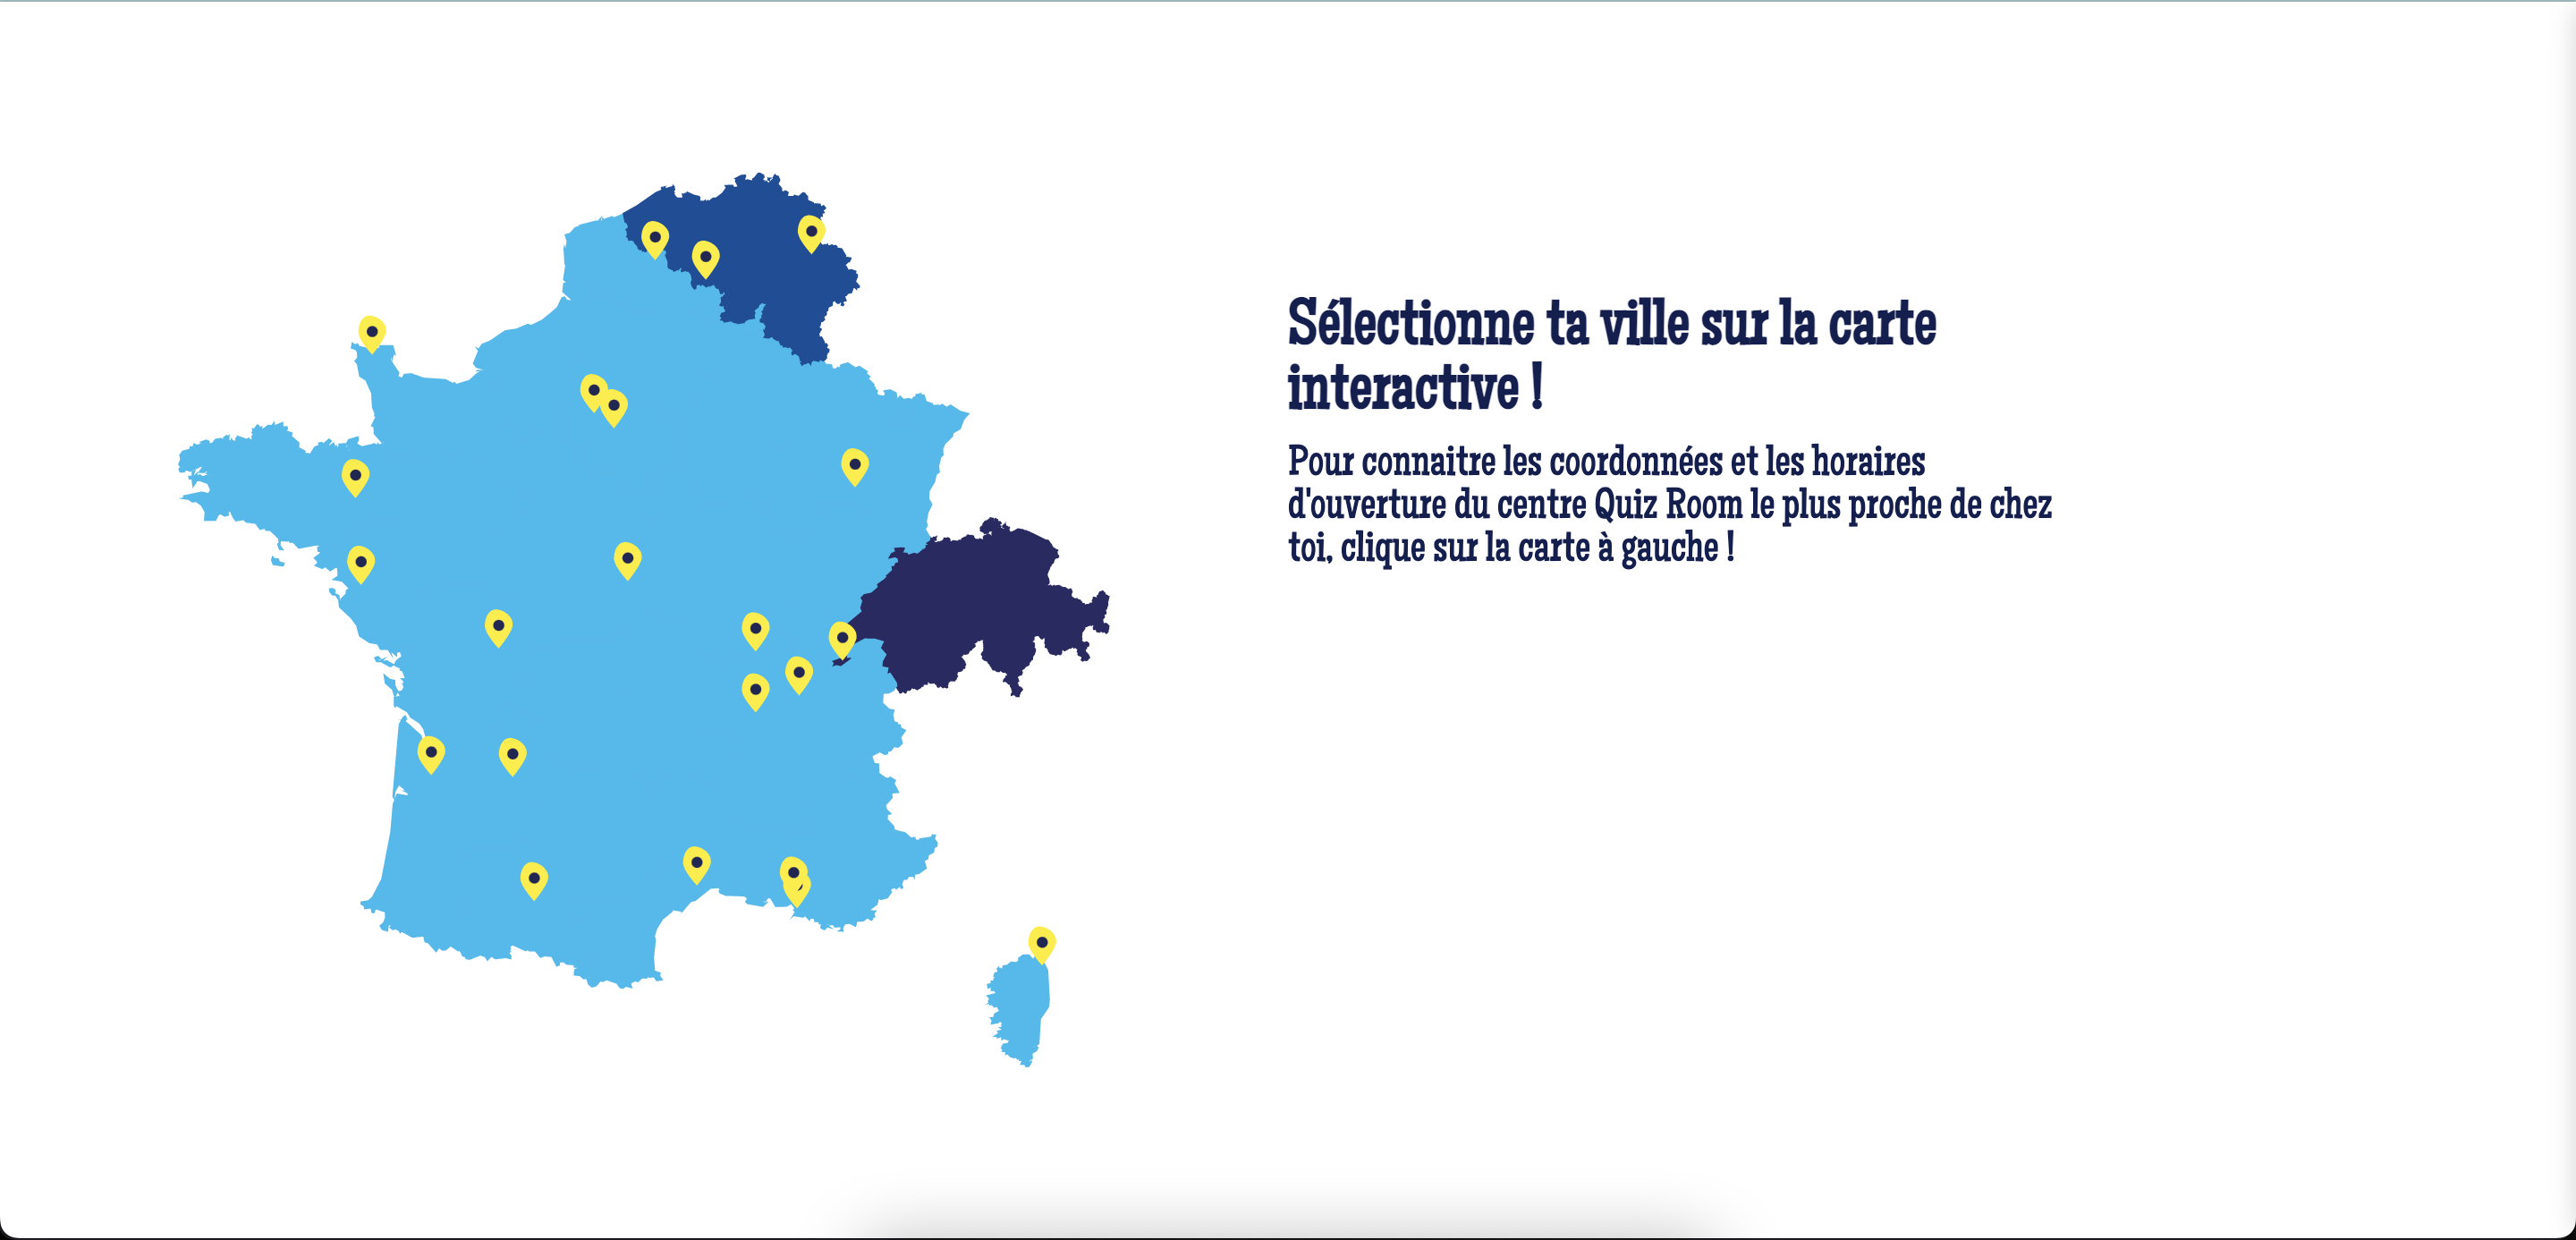 Sélectionne ta ville sur la carte
interactive !
Pour connaitre les coordonnées et les horaires
d'ouverture du centre Quiz Room le plus proche de chez
toi, clique sur la carte à gauche !